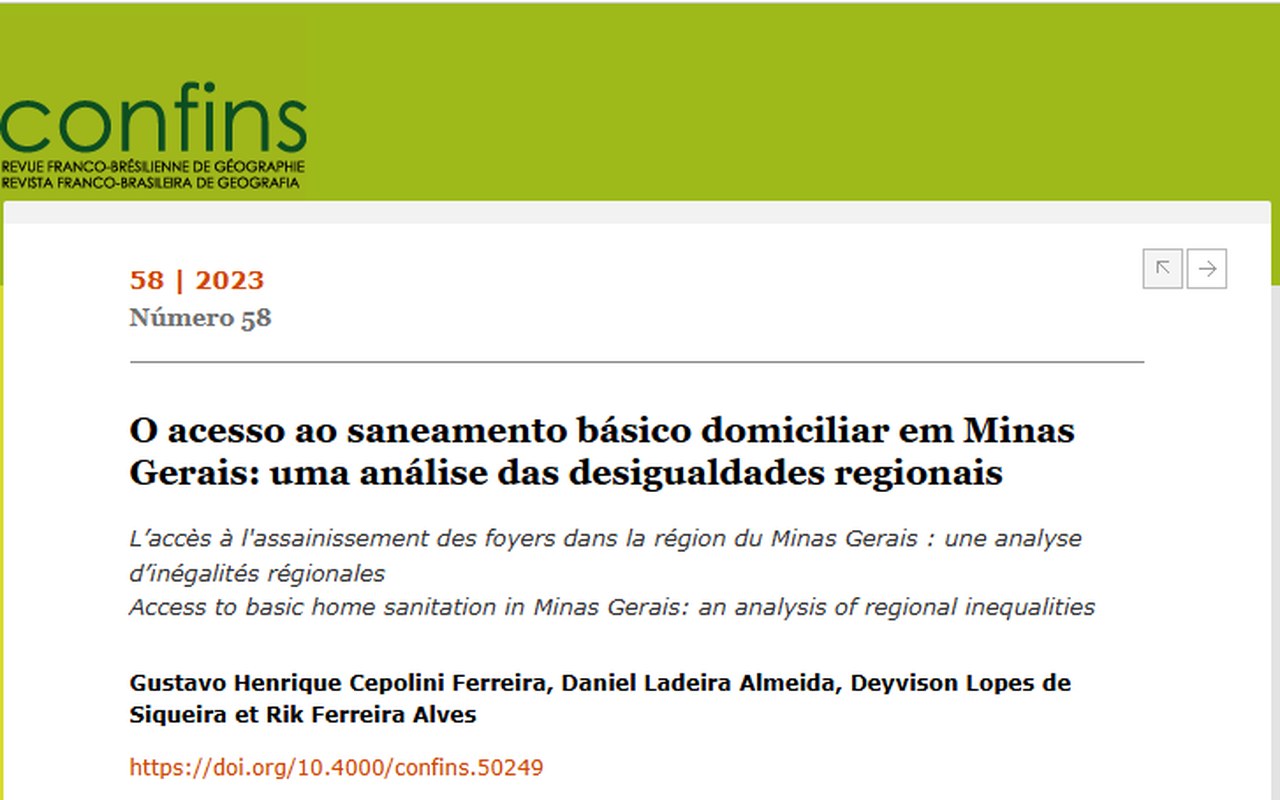 confins
REVUE FRANCO-BRÉSILIENNE DE GÉOGRAPHIE
REVISTA FRANCO-BRASILEIRA DE GEOGRAFIA
58 | 2023
Número 58
O acesso ao saneamento básico domiciliar em Minas
Gerais: uma análise das desigualdades regionais
L’accès à l'assainissement des foyers dans la région du Minas Gerais : une analyse
d’inégalités régionales
Access to basic home sanitation in Minas Gerais: an analysis of regional inequalities
Gustavo Henrique Cepolini Ferreira, Daniel Ladeira Almeida, Deyvison Lopes de
Siqueira et Rik Ferreira Alves
https://doi.org/10.4000/confins.50249